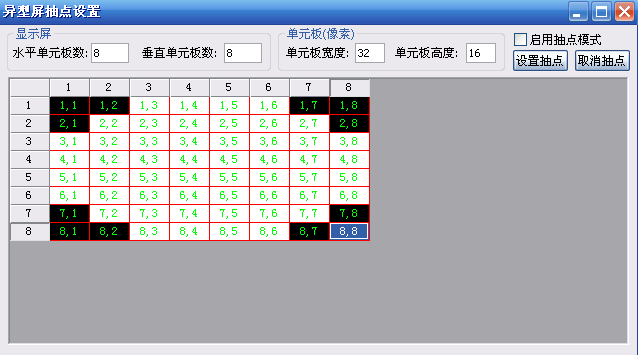 异型屏抽点设置
显示屏
水平单元板数: 8 垂直单元板数: 8
单元板(像素)
单元板宽度: 32 单元板高度: 16
启用抽点模式
设置抽点 取消抽点
1 2 3 4 5 6 7 8
1 1,1 1,2 1,3 1,4 1,5 1,6 1,7 1,8
2 2,1 2,2 2,3 2,4 2,5 2,6 2,7 2,8
3 3,1 3,2 3,3 3,4 3,5 3,6 3,7 3,8
4 4,1 4,2 4,3 4,4 4,5 4,6 4,7 4,8
5 5,1 5,2 5,3 5,4 5,5 5,6 5,7 5,8
6 6,1 6,2 6,3 6,4 6,5 6,6 6,7 6,8
7 7,1 7,2 7,3 7,4 7,5 7,6 7,7 7,8
8 8,1 8,2 8,3 8,4 8,5 8,6 8,7 8,8